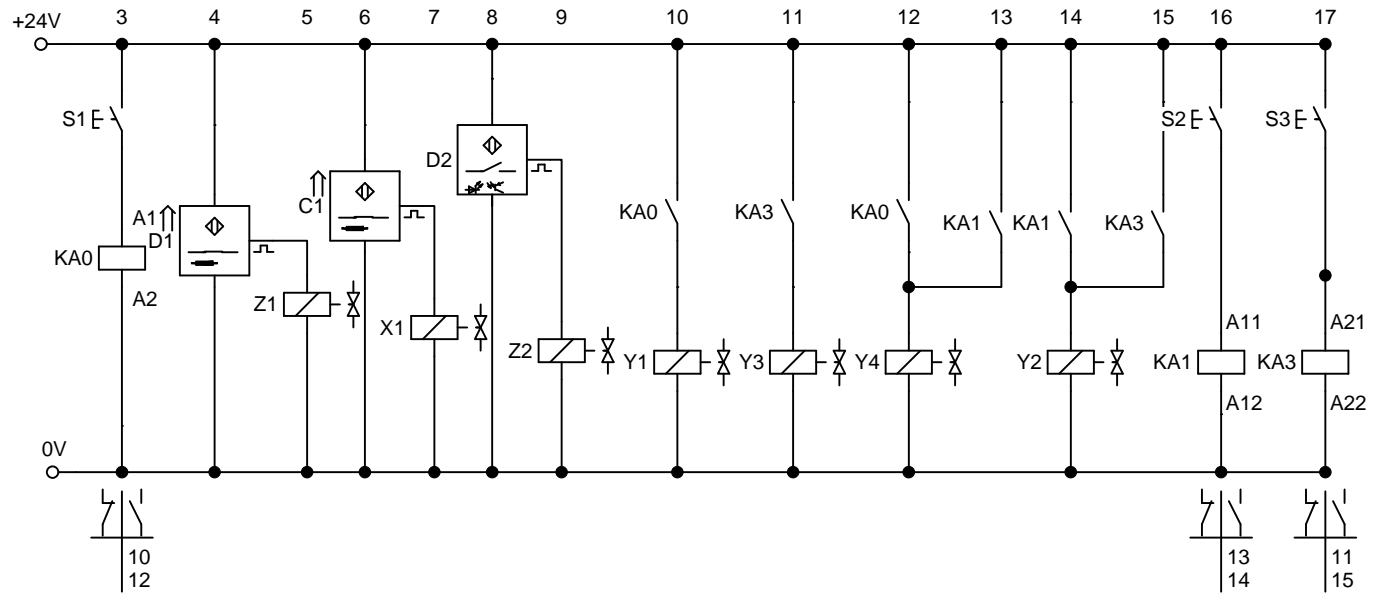 +24V 3 4 5 6 7 8 9 10 11 12 13 14 15 16 17
S1 S2 S3
D2
C1
A1 D1 KA0 KA3 KA0 KA1 KA1 KA3
KA0
A2 Z1
X1 A11 A21
Z2 Y1 Y3 Y4 Y2 KA1 KA3
A12 A22
0V
10 13 11
12 14 15